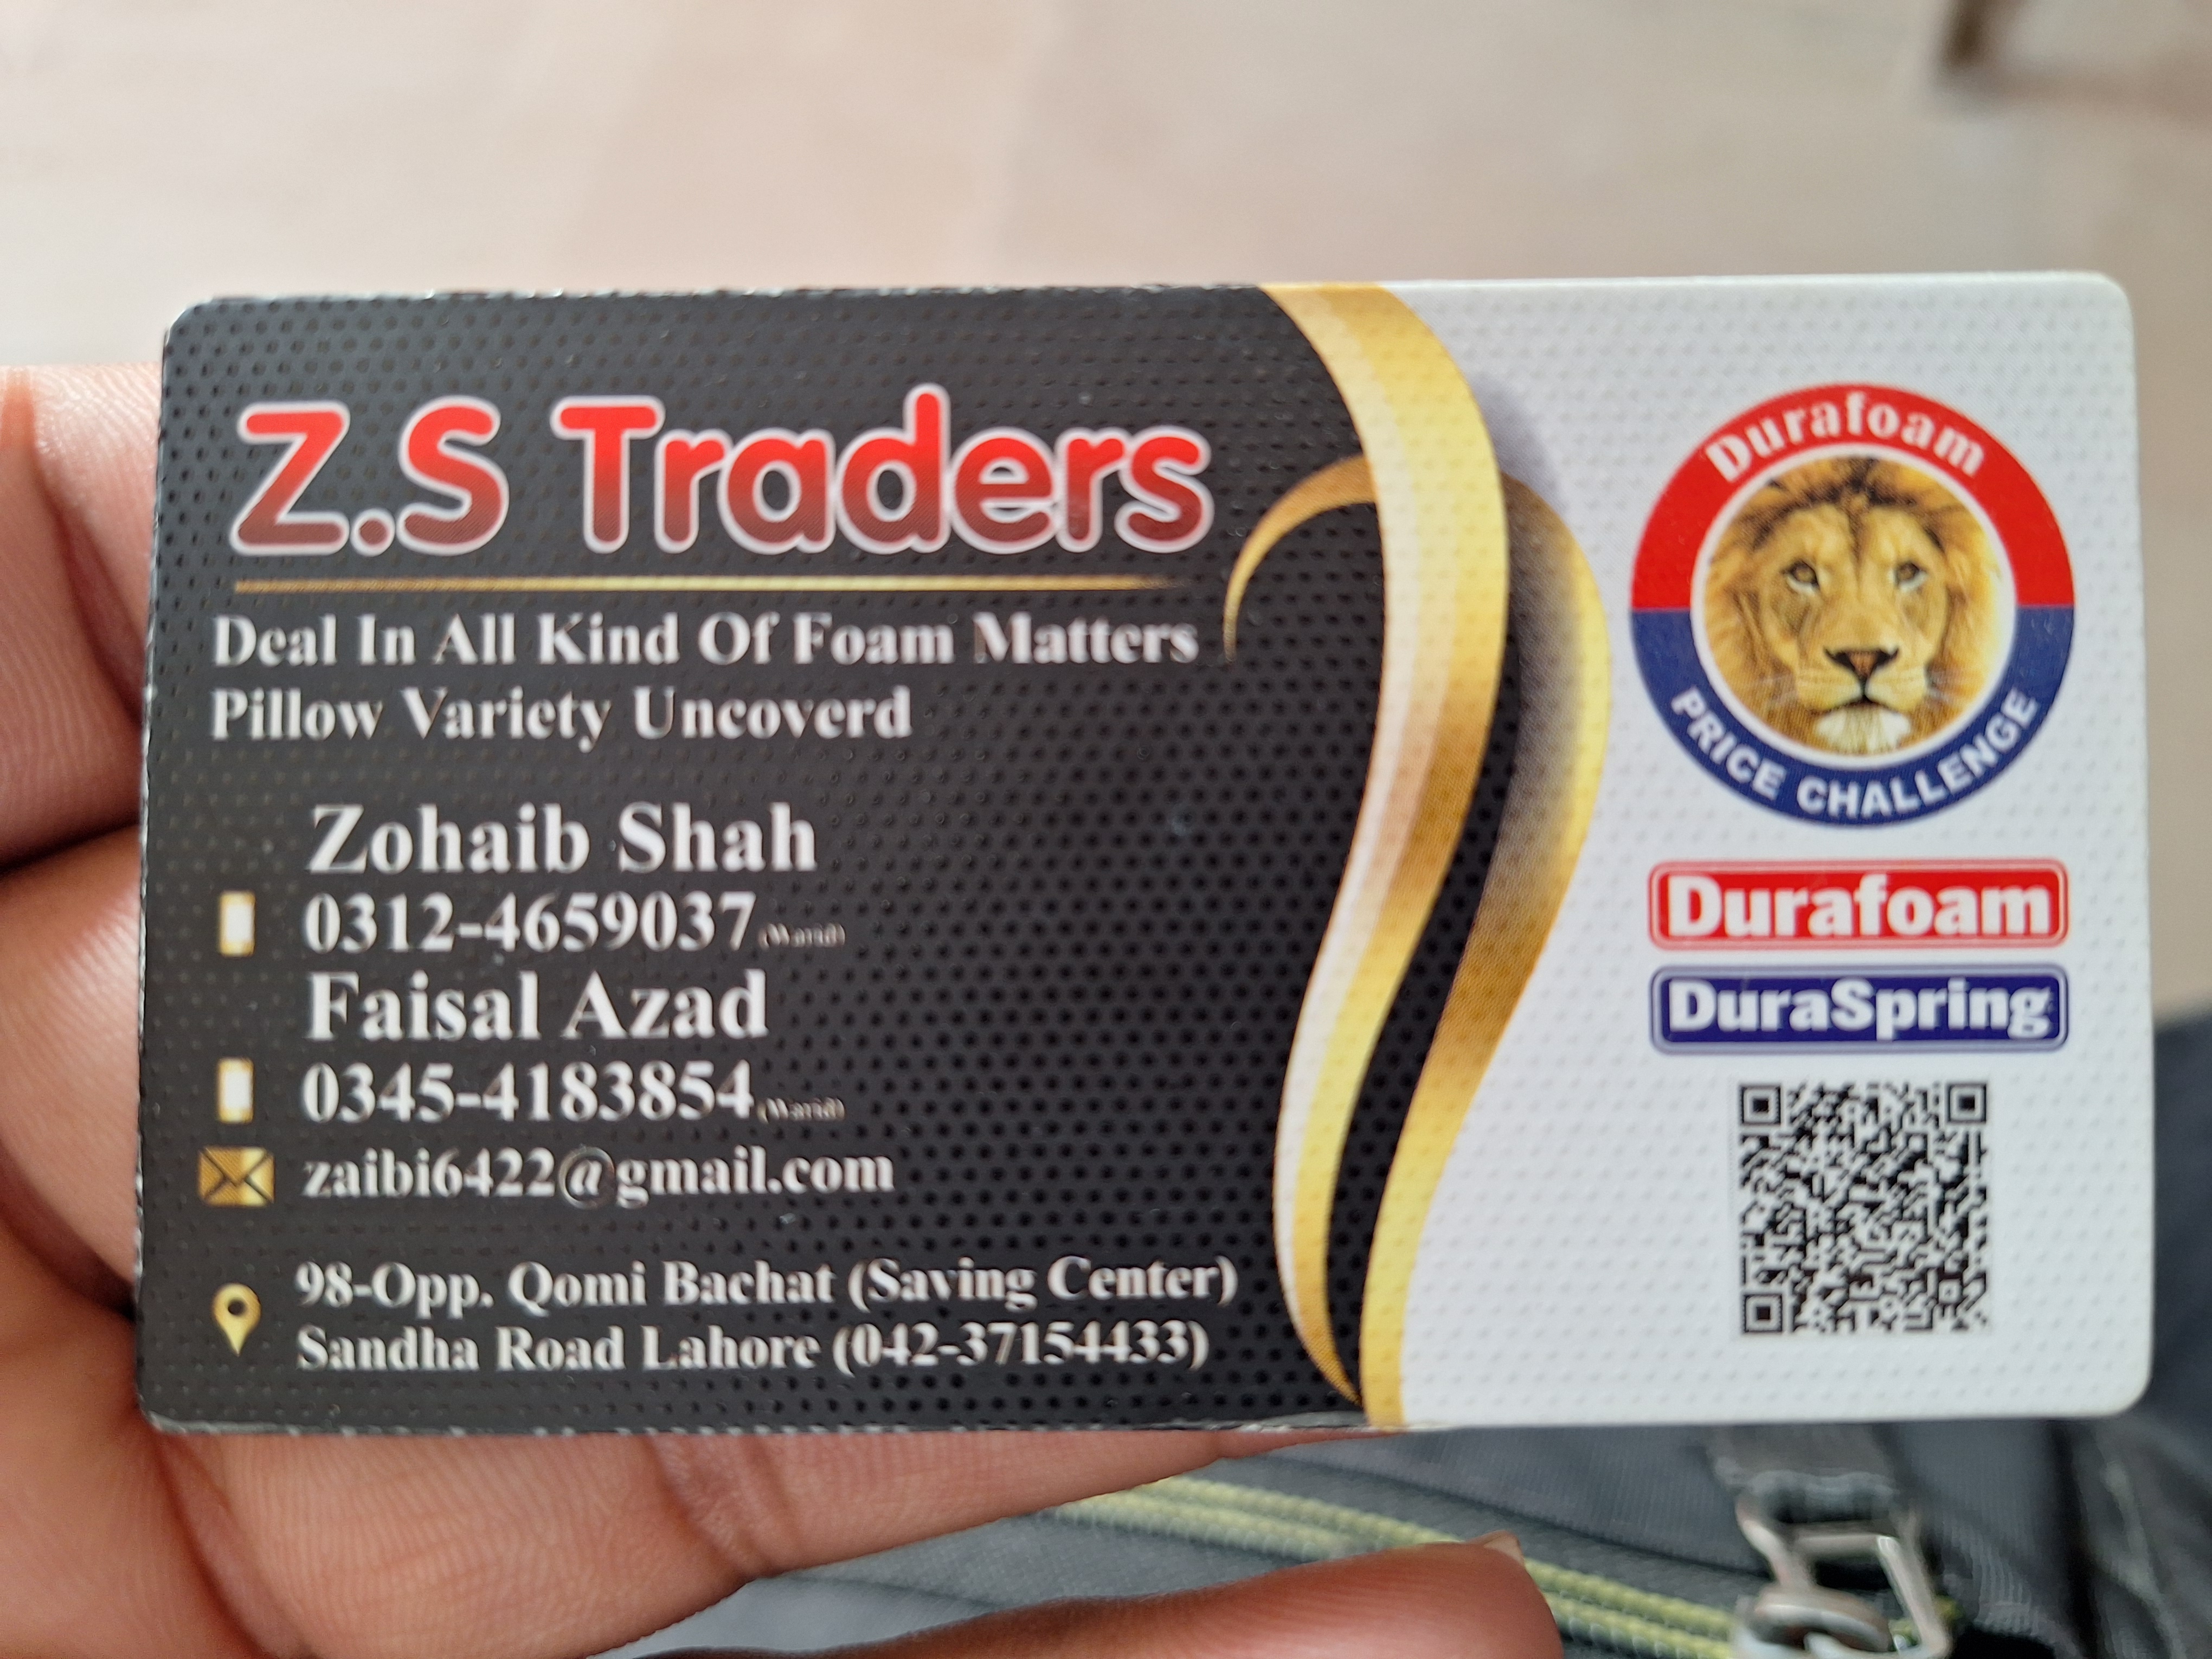 Z.S Traders
Deal In All Kind Of Foam Matters
Pillow Variety Uncoverd
Zohaib Shah
0312-4659037 (Warid)
Faisal Azad
0345-4183854 (Warid)
zaibi6422@gmail.com
98-Opp. Qomi Bachat (Saving Center)
Sandha Road Lahore (042-37154433)
Durafoam
PRICE CHALLENGE
Durafoam
DuraSpring